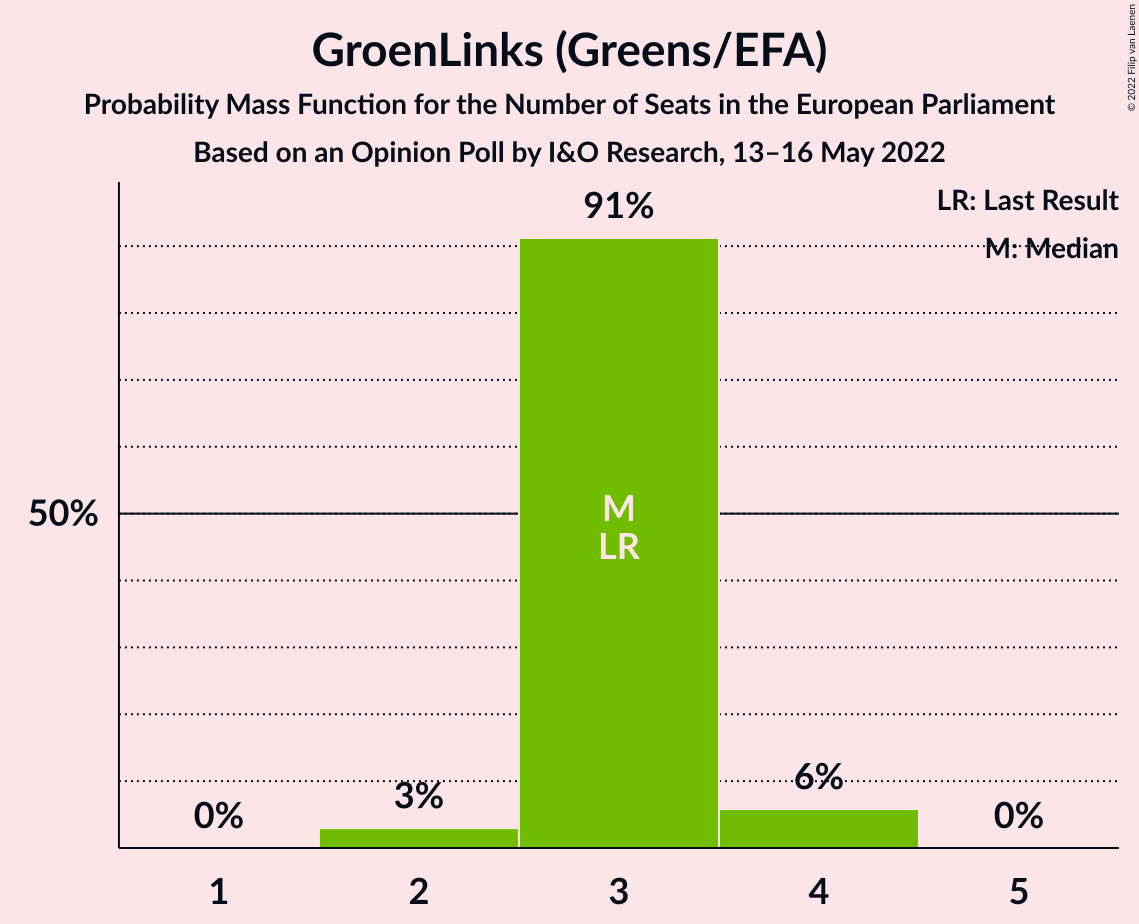 GroenLinks (Greens/EFA)
Probability Mass Function for the Number of Seats in the European Parliament
Based on an Opinion Poll by I&O Research, 13–16 May 2022
© 2022 Filip van Laenen
LR: Last Result
M: Median
91%
50%
M
LR
0%
3%
6%
0%
1
2
3
4
5